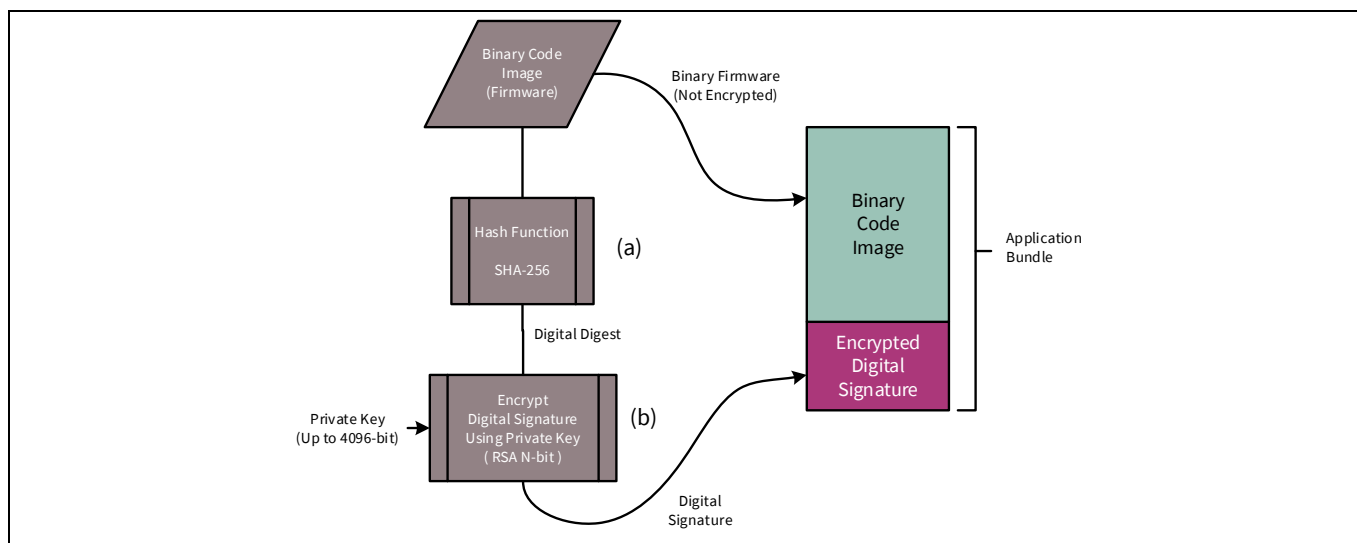 Binary Code
Image
(Firmware)
Binary Firmware
(Not Encrypted)
Hash Function
SHA-256
(a)
Digital Digest
Private Key
(Up to 4096-bit)
Encrypt
Digital Signature
Using Private Key
( RSA N-bit )
(b)
Digital
Signature
Binary
Code
Image
Encrypted
Digital
Signature
Application
Bundle